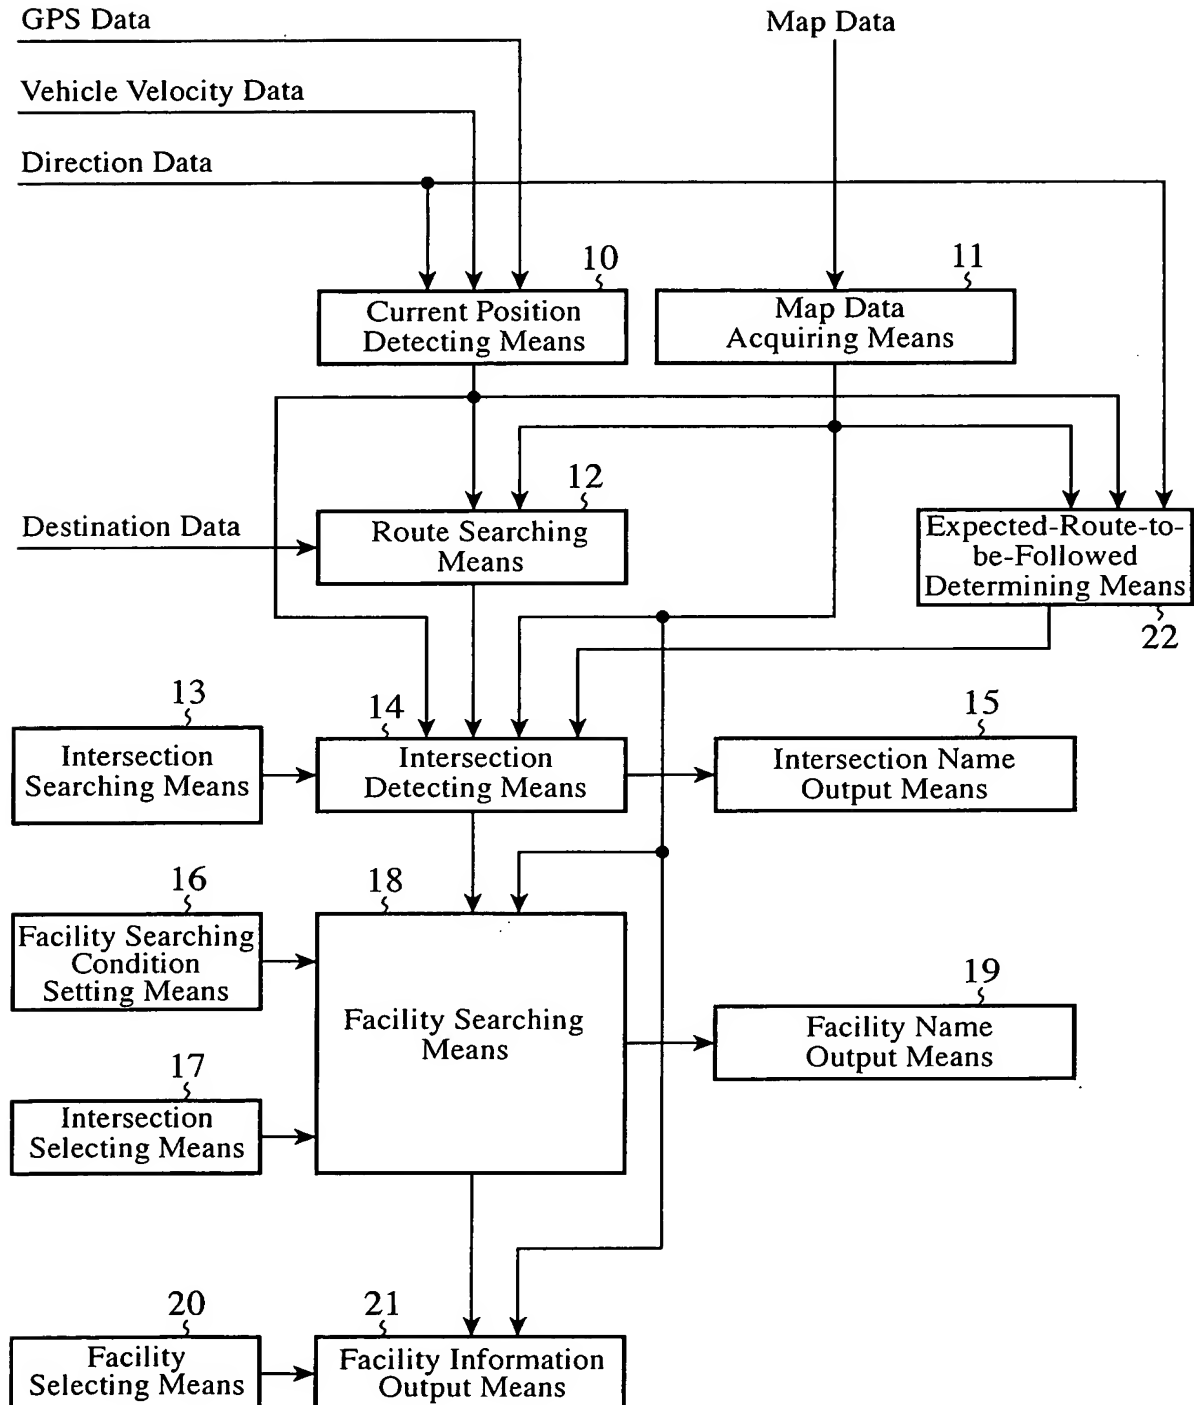 GPS Data
Map Data
Vehicle Velocity Data
Direction Data
10
11
Current Position
Detecting Means
Map Data
Acquiring Means
12
Destination Data
Route Searching
Means
Expected-Route-to-
be-Followed
Determining Means
22
13
14
15
Intersection
Searching Means
Intersection
Detecting Means
Intersection Name
Output Means
16
18
Facility Searching
Condition
Setting Means
19
Facility Searching
Means
Facility Name
Output Means
17
Intersection
Selecting Means
20
21
Facility
Selecting Means
Facility Information
Output Means